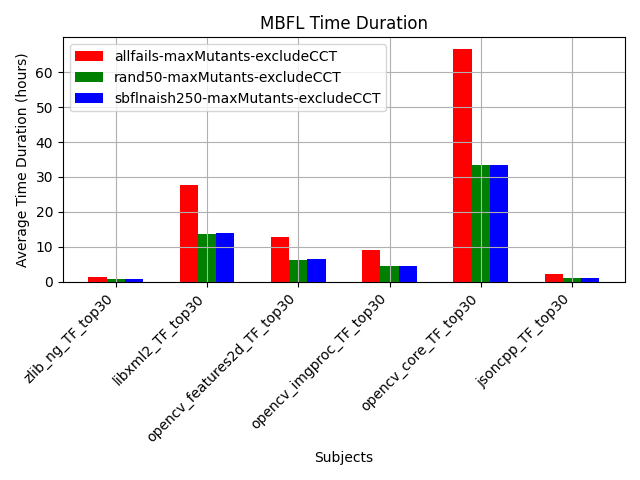 MBFL Time Duration
allfails-maxMutants-excludeCCT
rand50-maxMutants-excludeCCT
sbflnaish250-maxMutants-excludeCCT
Average Time Duration (hours)
60
50
40
30
20
10
0
zlib_ng_TF_top30
libxml2_TF_top30
opencv_features2d_TF_top30
opencv_imgproc_TF_top30
opencv_core_TF_top30
jsoncpp_TF_top30
Subjects